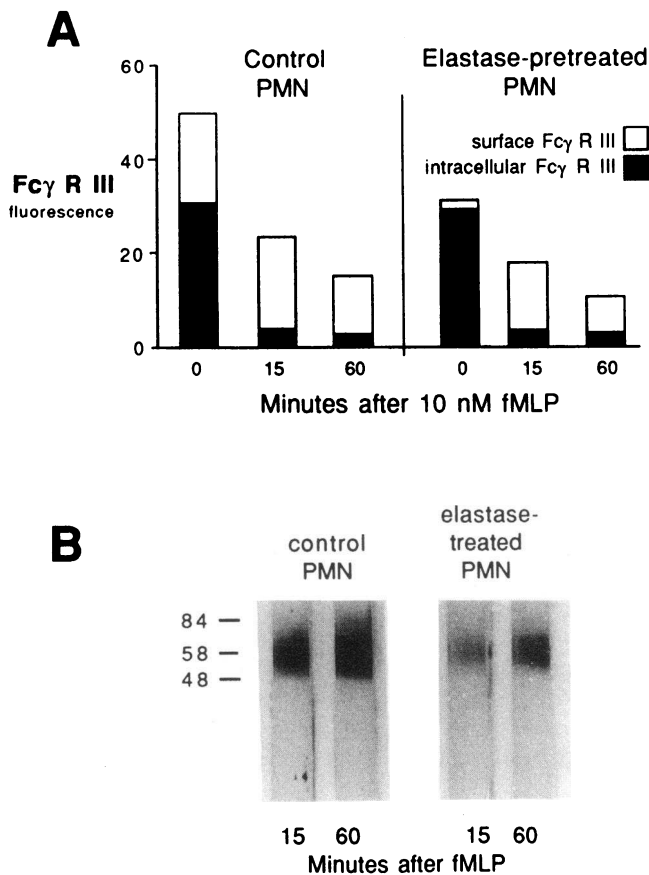 A
Control
PMN
Elastase-pretreated
PMN
60
40
20
0
Fcγ R III
fluorescence
surface Fcγ R III
intracellular Fcγ R III
0 15 60 0 15 60
Minutes after 10 nM fMLP
B
control
PMN
elastase-
treated
PMN
84
58
48
15 60 15 60
Minutes after fMLP